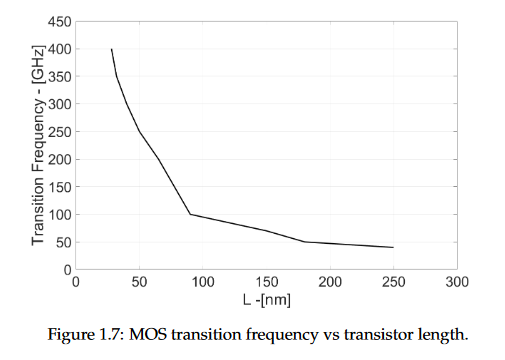 450
400
350
300
250
200
150
100
50
0
Transition Frequency - [GHz]
0 50 100 150 200 250 300
L -[nm]
Figure 1.7: MOS transition frequency vs transistor length.